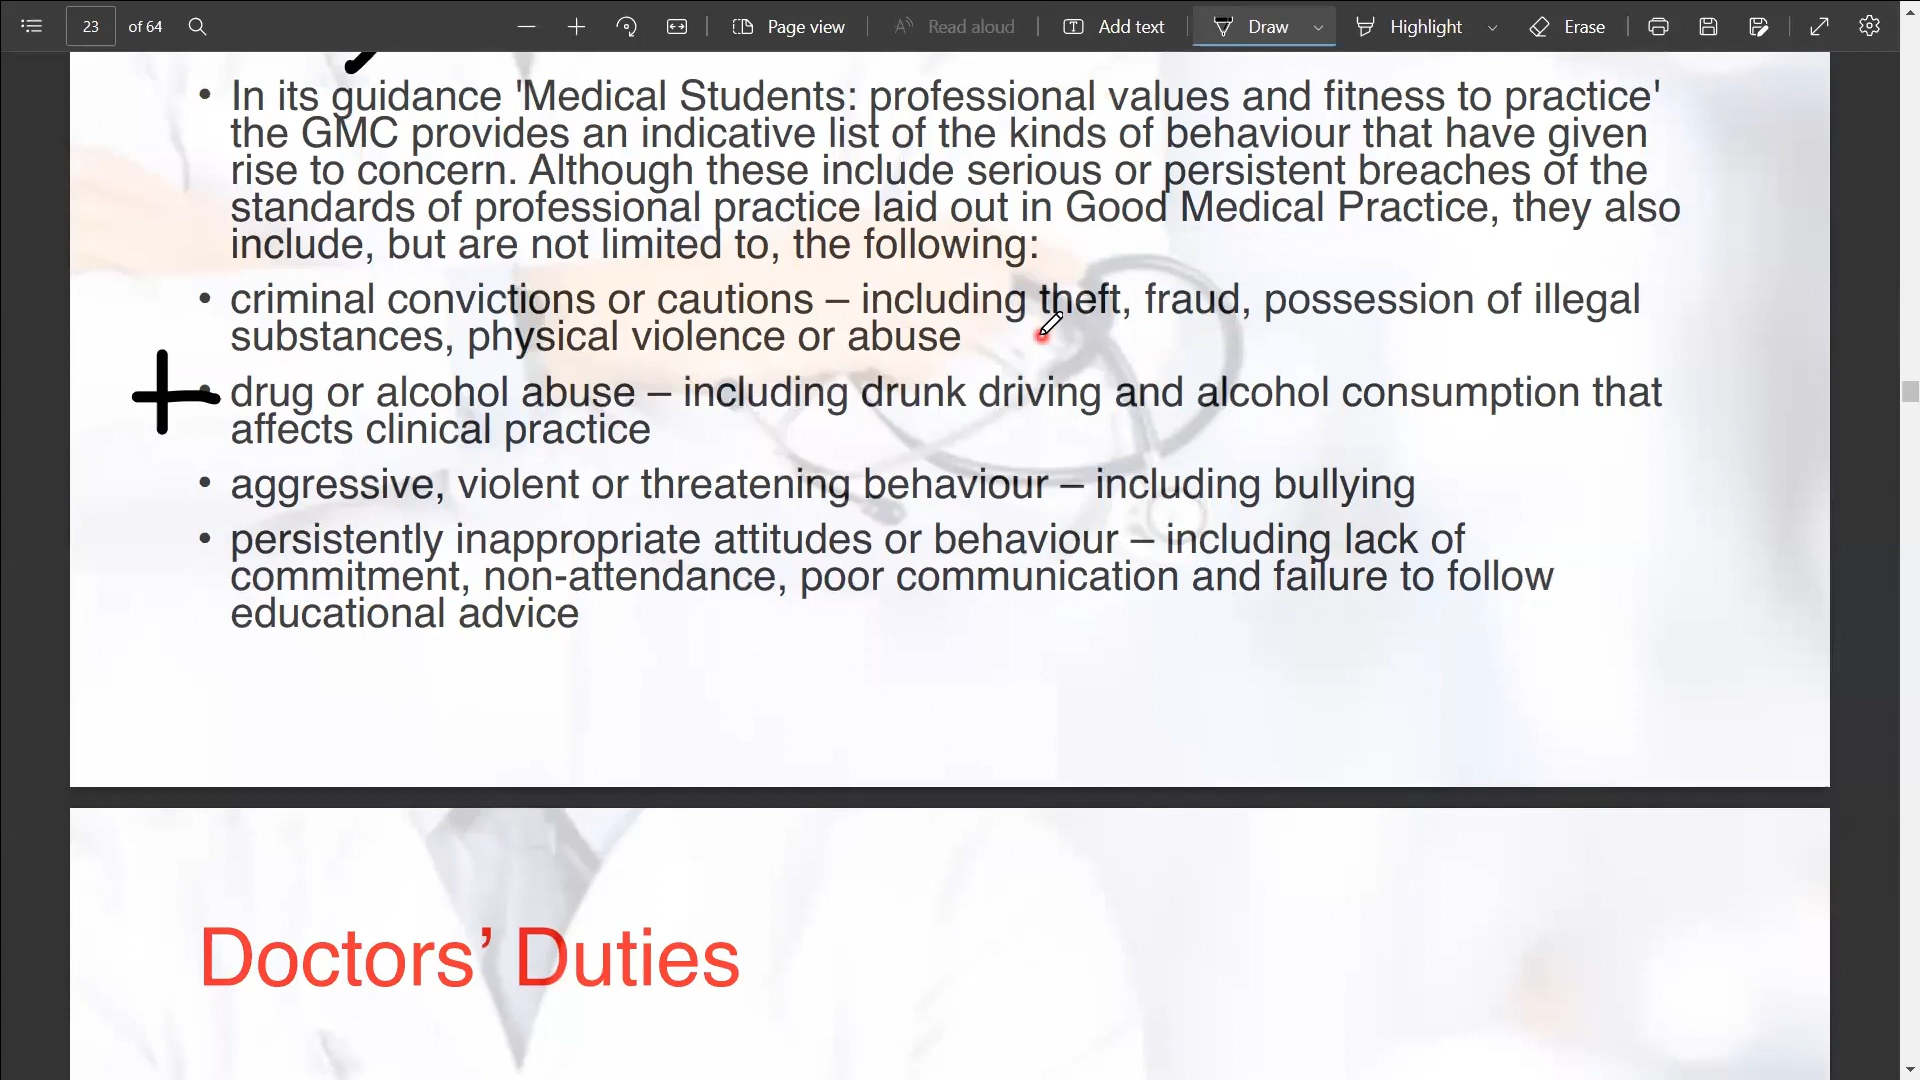 23 of 64 Page view Read aloud Add text Draw Highlight Erase
• In its guidance 'Medical Students: professional values and fitness to practice'
the GMC provides an indicative list of the kinds of behaviour that have given
rise to concern. Although these include serious or persistent breaches of the
standards of professional practice laid out in Good Medical Practice, they also
include, but are not limited to, the following:
• criminal convictions or cautions – including theft, fraud, possession of illegal
substances, physical violence or abuse
• drug or alcohol abuse – including drunk driving and alcohol consumption that
affects clinical practice
• aggressive, violent or threatening behaviour – including bullying
• persistently inappropriate attitudes or behaviour – including lack of
commitment, non-attendance, poor communication and failure to follow
educational advice
Doctors’ Duties